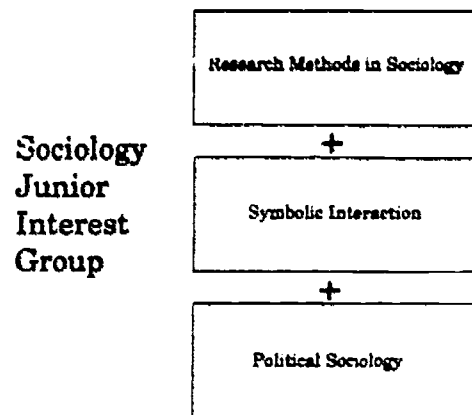 Sociology
Junior
Interest
Group
Research Methods in Sociology
+
Symbolic Interaction
+
Political Sociology